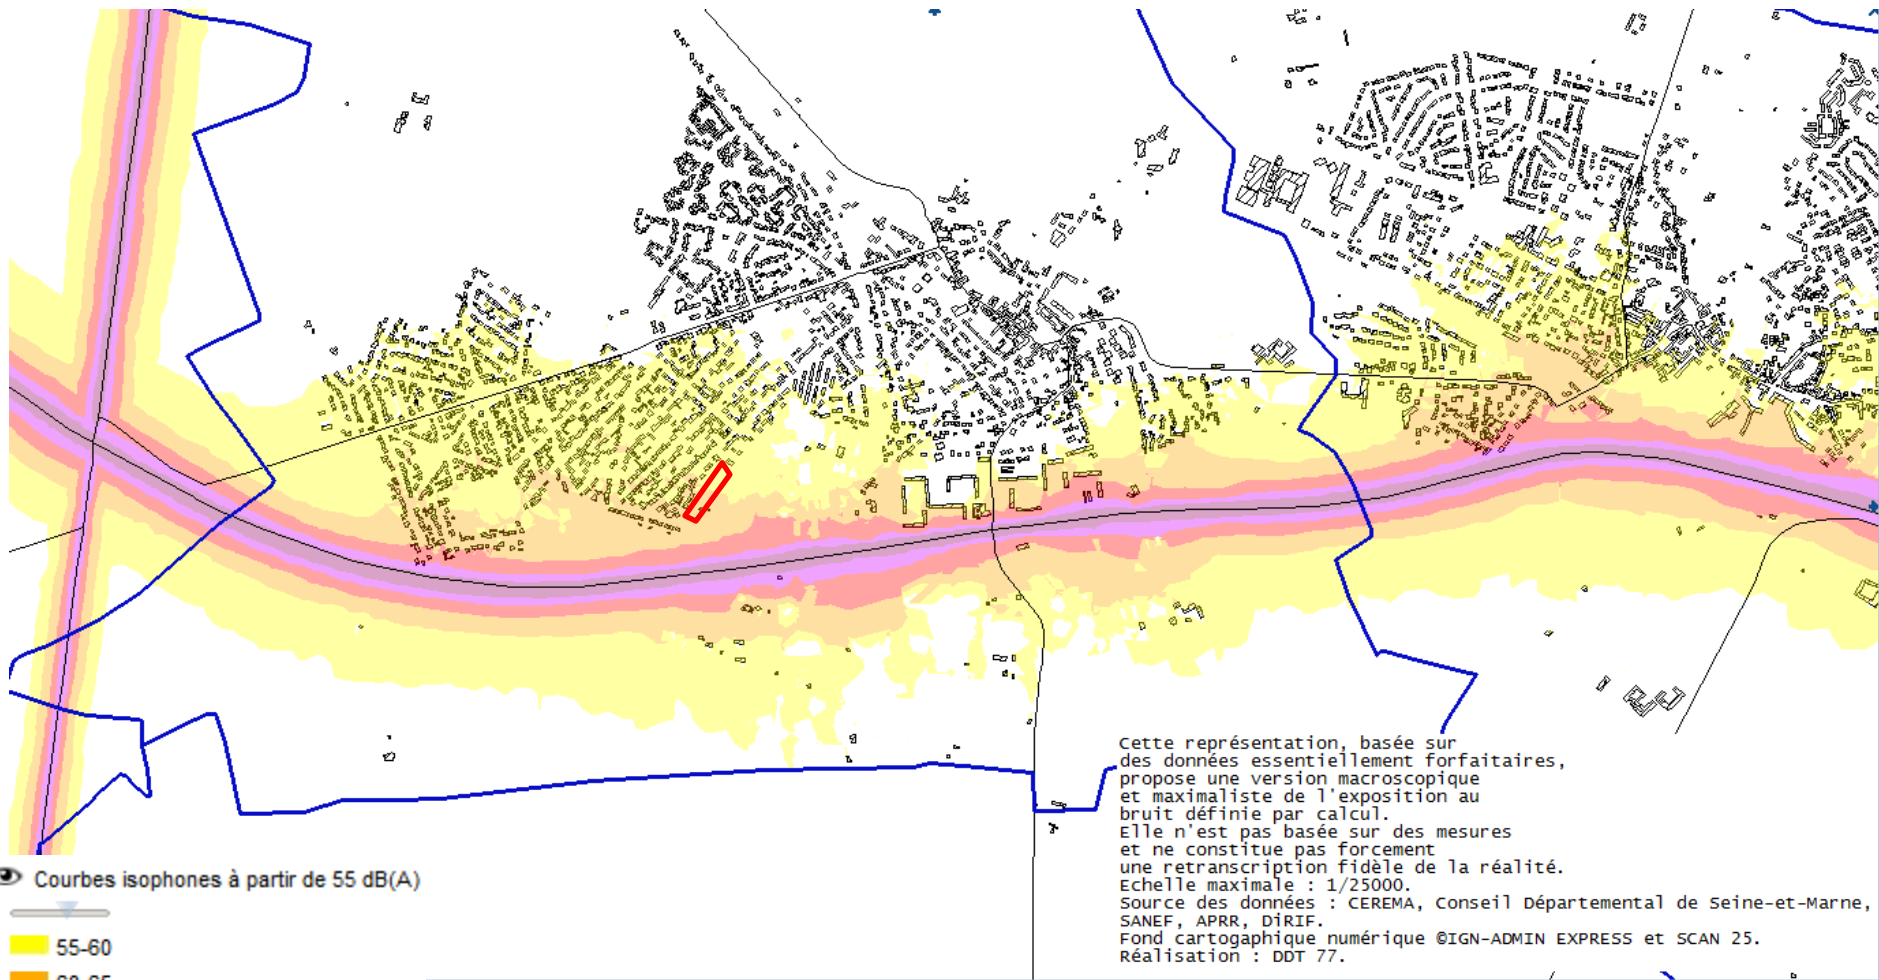 Cette représentation, basée sur
des données essentiellement forfaitaires,
propose une version macroscopique
et maximaliste de l'exposition au
bruit définie par calcul.
Elle n'est pas basée sur des mesures
et ne constitue pas forcement
une retranscription fidèle de la réalité.
Echelle maximale : 1/25000.
Source des données : CEREMA, Conseil Départemental de Seine-et-Marne,
SANEF, APRR, DiRIF.
Fond cartogaphique numérique ©IGN-ADMIN EXPRESS et SCAN 25.
Réalisation : DDT 77.
Courbes isophones à partir de 55 dB(A)
55-60